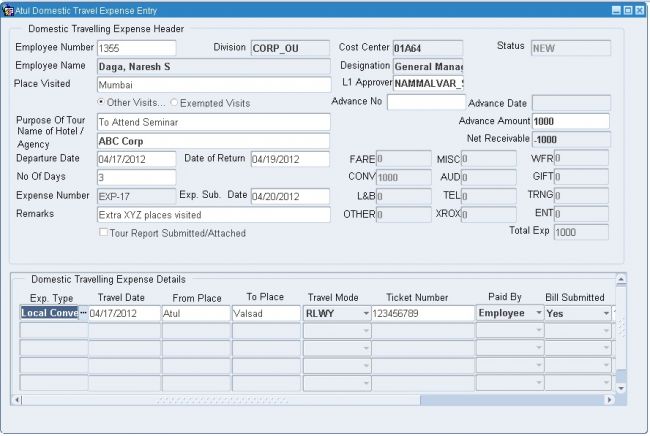 Atul Domestic Travel Expense Entry
Domestic Travelling Expense Header
Employee Number 1355 Division CORP_OU Cost Center 01A64 Status NEW
Employee Name Daga, Naresh S Designation General Manag
Place Visited Mumbai L1 Approver NAMMALVAR_S
Other Visits... Exempted Visits Advance No Advance Date
Purpose Of Tour To Attend Seminar Advance Amount 1000
Name of Hotel / Agency ABC Corp Net Receivable -1000
Departure Date 04/17/2012 Date of Return 04/19/2012 FARE 0 MISC 0 WFR 0
No Of Days 3 CONV 1000 AUD 0 GIFT 0
Expense Number EXP-17 Exp. Sub. Date 04/20/2012 L&B 0 TEL 0 TRNG 0
Remarks Extra XYZ places visited OTHER 0 XROX 0 ENT 0
Tour Report Submitted/Attached Total Exp 1000
Domestic Travelling Expense Details
Exp. Type Travel Date From Place To Place Travel Mode Ticket Number Paid By Bill Submitted
Local Conve ... 04/17/2012 Atul Valsad RLWY 123456789 Employee Yes